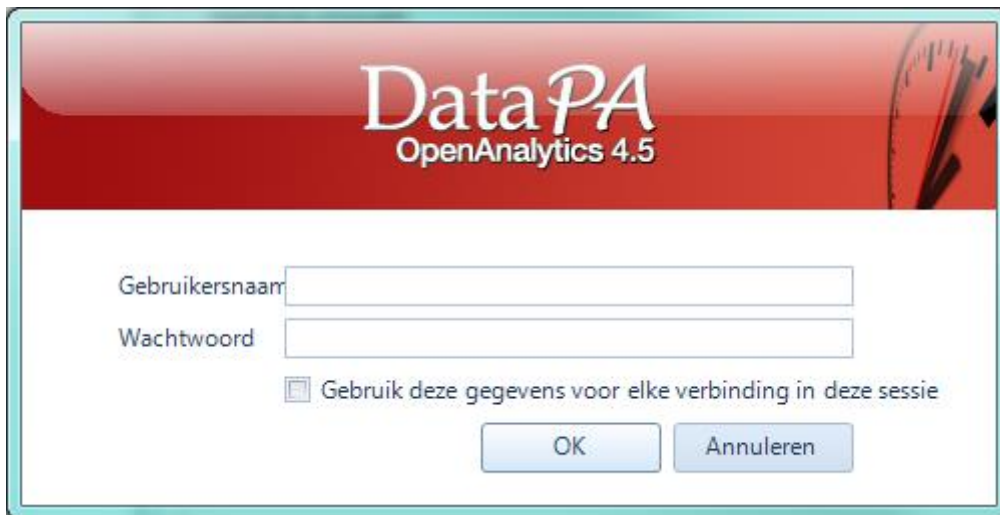 DataPA
OpenAnalytics 4.5
Gebruikersnaam
Wachtwoord
Gebruik deze gegevens voor elke verbinding in deze sessie
OK Annuleren